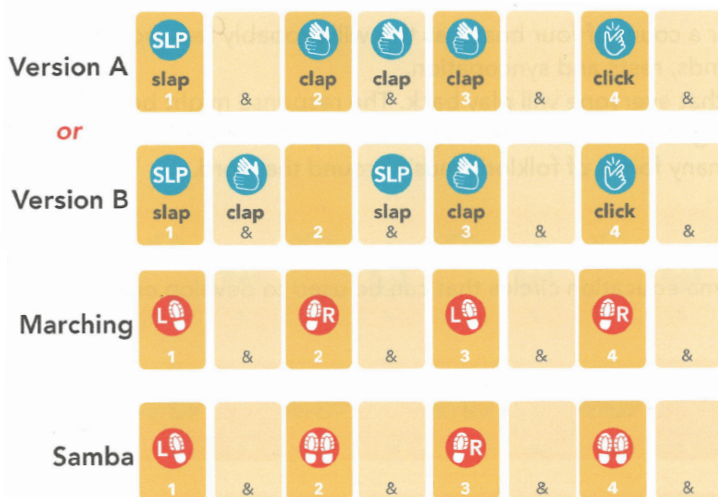 SLP
Version A slap clap clap clap click
1 & 2 & 3 & 4 &
or
SLP SLP
Version B slap clap slap clap click
1 & 2 & 3 & 4 &
L R L R
Marching
1 & 2 & 3 & 4 &
L R
Samba
1 & 2 & 3 & 4 &